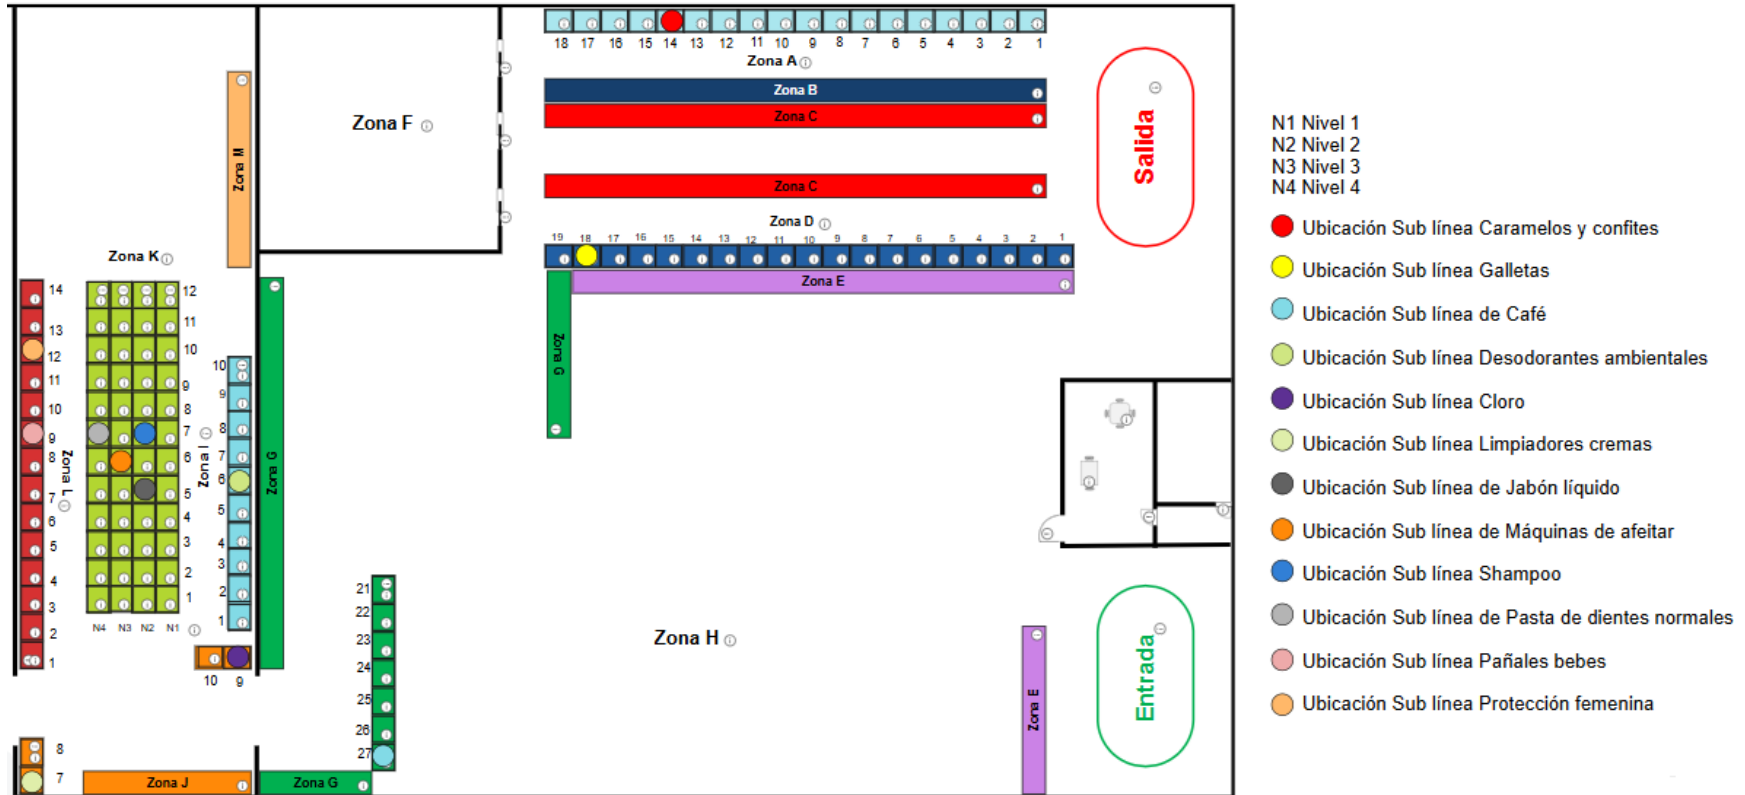 18 17 16 15 14 13 12 11 10 9 8 7 6 5 4 3 2 1
Zona A
Zona B
Zona C
Zona C
Zona D
19 18 17 16 15 14 13 12 11 10 9 8 7 6 5 4 3 2 1
Zona E
Zona G
Zona F
Zona M
Salida
Zona K
14
13
12
11
10
9
8
7
6
5
4
3
2
1
Zona L
12
11
10
9
8
7
6
5
4
3
2
1
N4 N3 N2 N1
Zona I
10
9
8
7
6
5
4
3
2
1
Zona G
10 9
8
7
Zona J
Zona G
21
22
23
24
25
26
27
Zona H
Zona E
Entrada
N1 Nivel 1
N2 Nivel 2
N3 Nivel 3
N4 Nivel 4
Ubicación Sub línea Caramelos y confites
Ubicación Sub línea Galletas
Ubicación Sub línea de Café
Ubicación Sub línea Desodorantes ambientales
Ubicación Sub línea Cloro
Ubicación Sub línea Limpiadores cremas
Ubicación Sub línea de Jabón líquido
Ubicación Sub línea de Máquinas de afeitar
Ubicación Sub línea Shampoo
Ubicación Sub línea de Pasta de dientes normales
Ubicación Sub línea Pañales bebes
Ubicación Sub línea Protección femenina